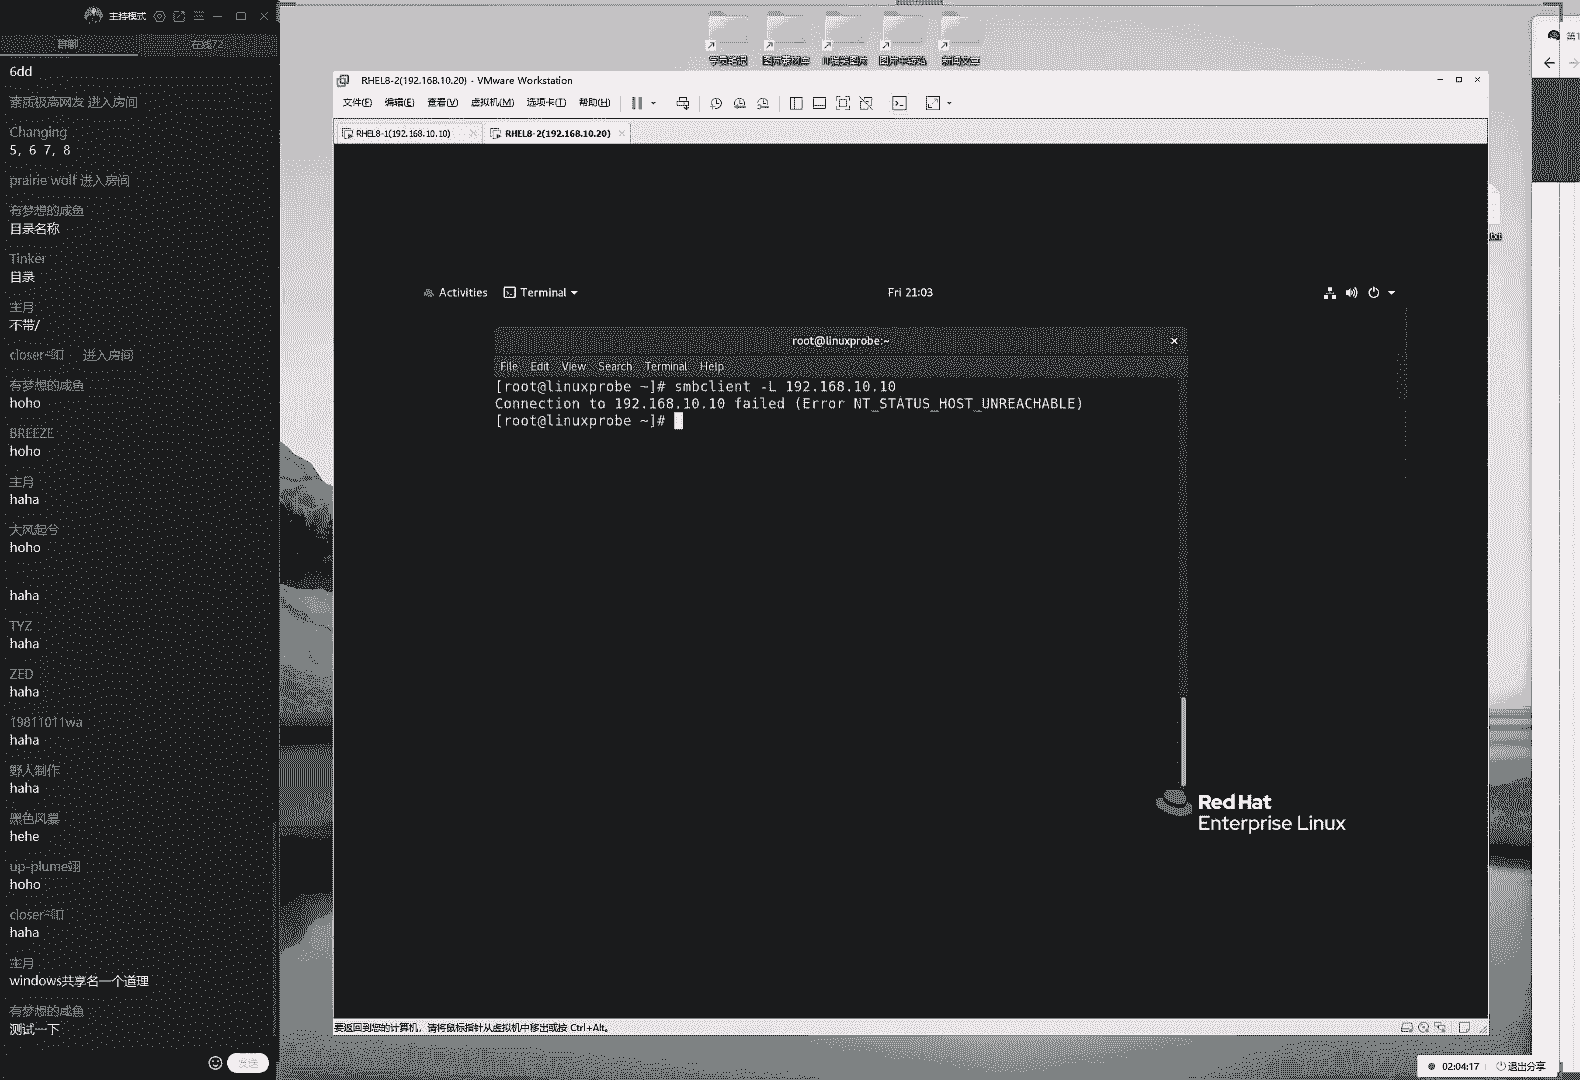 主持模式
在线72
6dd
素质极高网友 进入房间
Changing
5, 6 7, 8
prairie wolf 进入房间
有梦想的咸鱼
目录名称
Tinker
目录
主月
不带/
进入房间
有梦想的咸鱼
hoho
BREEZE
hoho
主月
haha
大风起兮
hoho
haha
TYZ
haha
ZED
haha
19811011wa
haha
野人制作
haha
黑色风暴
hehe
up-plume翊
hoho
haha
主月
windows共享名一个道理
有梦想的咸鱼
测试一下
发送
RHEL8-2(192.168.10.20) - VMware Workstation
文件(F) 编辑(E) 查看(V) 虚拟机(M) 选项卡(T) 帮助(H)
RHEL8-1(192.168.10.10)
RHEL8-2(192.168.10.20)
Activities Terminal Fri 21:03
root@linuxprobe:~
File Edit View Search Terminal Help
[root@linuxprobe ~]# smbclient -L 192.168.10.10
Connection to 192.168.10.10 failed (Error NT_STATUS_HOST_UNREACHABLE)
[root@linuxprobe ~]#
Red Hat
Enterprise Linux
要返回到您的计算机，请将鼠标指针从虚拟机中移出或按 Ctrl+Alt。
.txt
02:04:17 退出分享